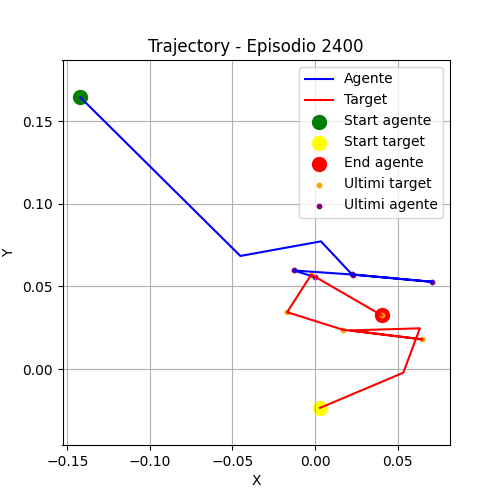 Trajectory - Episodio 2400
Agente
Target
Start agente
Start target
End agente
Ultimi target
Ultimi agente
Y
0.15
0.10
0.05
0.00
−0.15
−0.10
−0.05
0.00
0.05
X